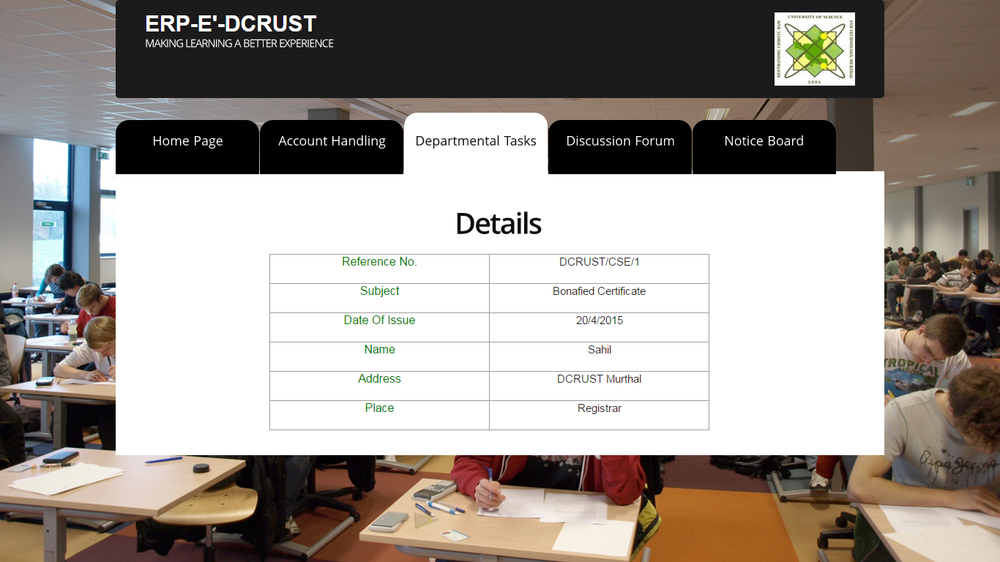 ERP-E'-DCRUST
MAKING LEARNING A BETTER EXPERIENCE
UNIVERSITY OF SCIENCE
AND TECHNOLOGY, MURTHAL
DEENBANDHU CHHOTU RAM
2006
Home Page
Account Handling
Departmental Tasks
Discussion Forum
Notice Board
Details
Reference No. DCRUST/CSE/1
Subject Bonafied Certificate
Date Of Issue 20/4/2015
Name Sahil
Address DCRUST Murthal
Place Registrar
TROPICAL